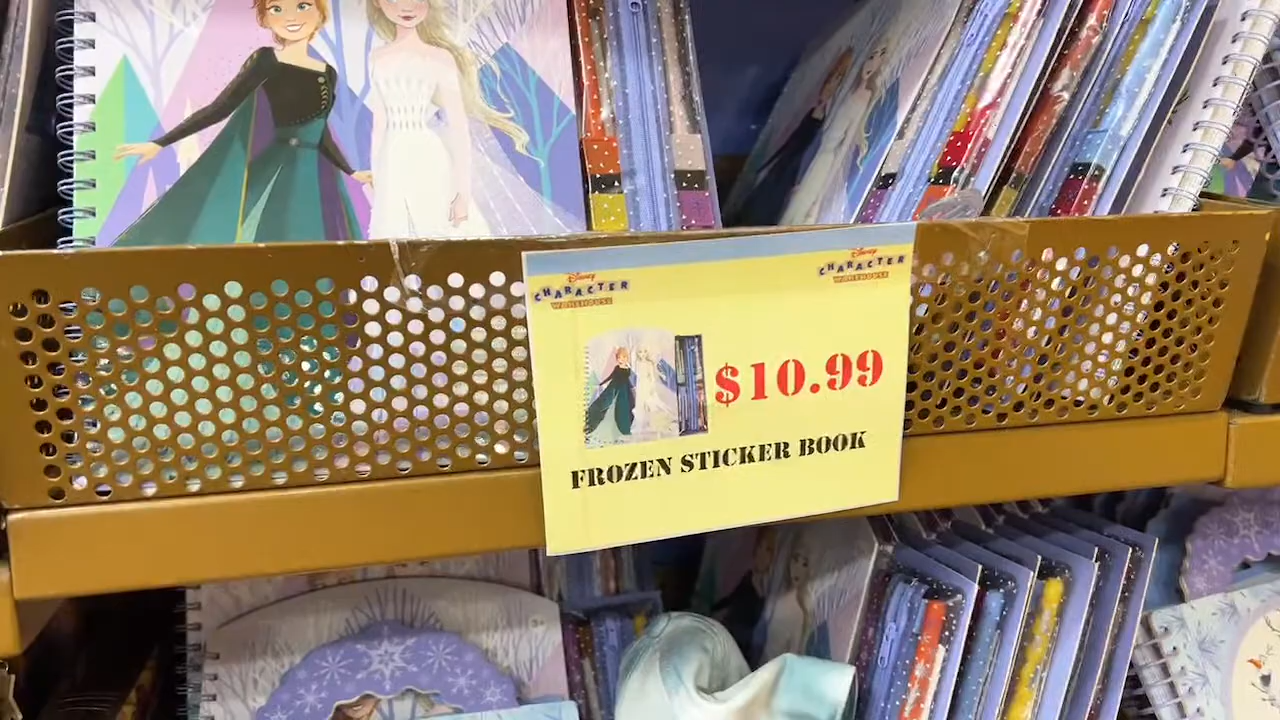 Disney
CHARACTER
WAREHOUSE
Disney
CHARACTER
WAREHOUSE
$10.99
FROZEN STICKER BOOK